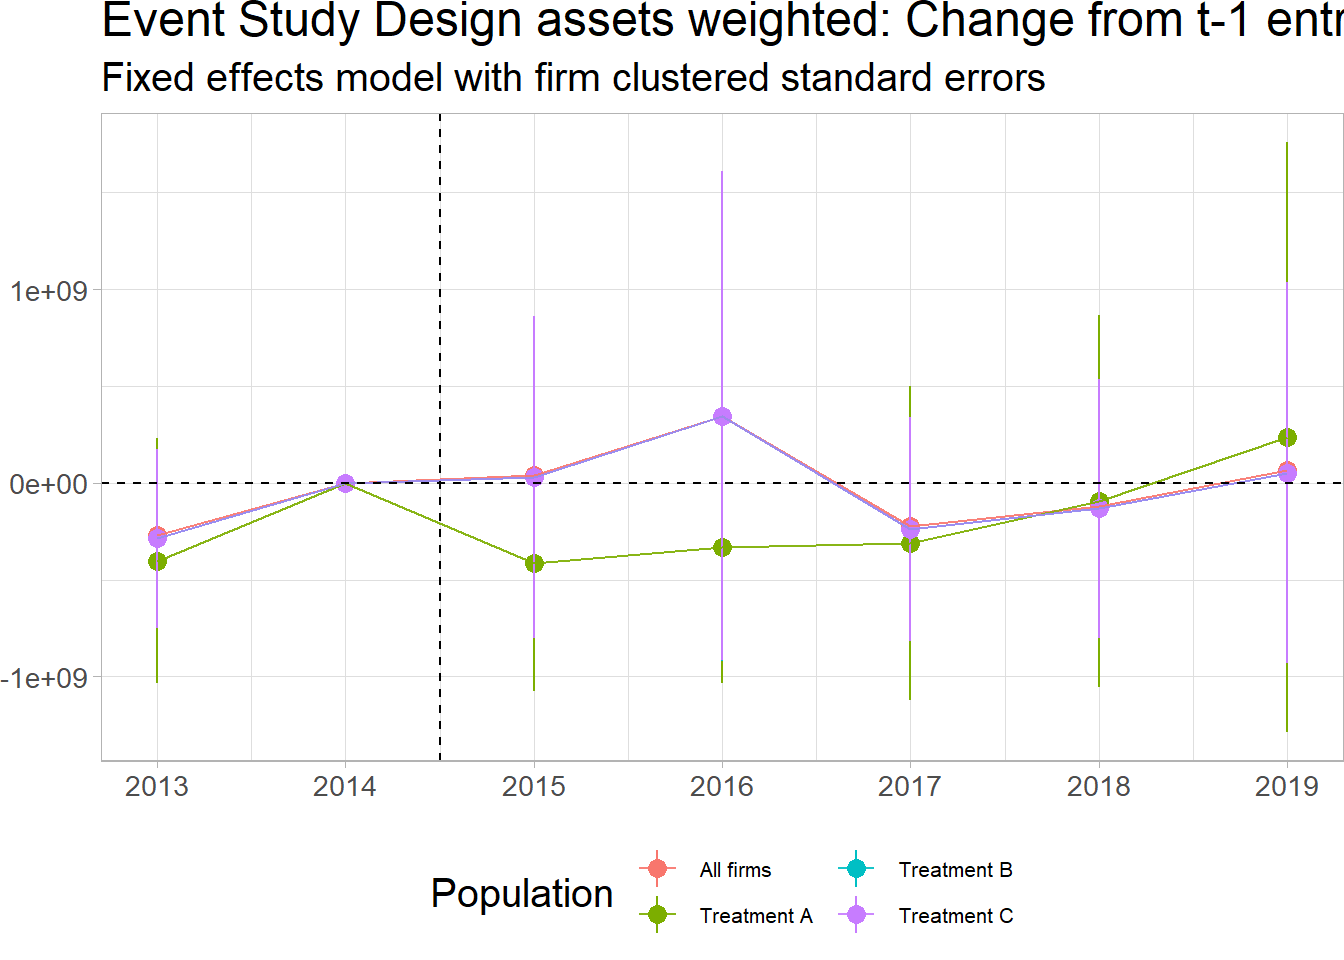 Event Study Design assets weighted: Change from t-1 entr
Fixed effects model with firm clustered standard errors
1e+09
0e+00
-1e+09
2013 2014 2015 2016 2017 2018 2019
Population
All firms
Treatment B
Treatment A
Treatment C